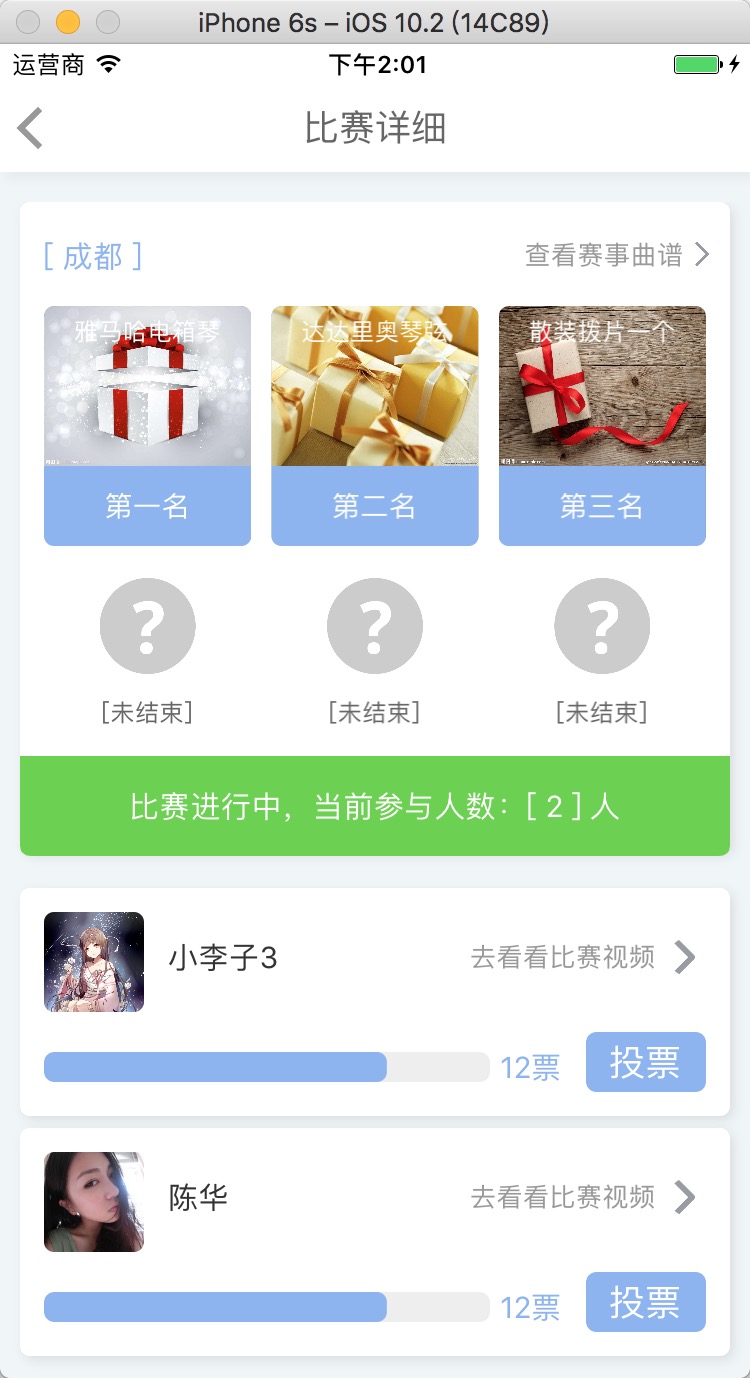 iPhone 6s – iOS 10.2 (14C89)
运营商 下午2:01
比赛详细
[ 成都 ] 查看赛事曲谱
雅马哈电箱琴 达达里奥琴弦 散装拨片一个
第一名 第二名 第三名
? ? ?
[未结束] [未结束] [未结束]
比赛进行中，当前参与人数：[ 2 ] 人
小李子3 去看看比赛视频
12票 投票
陈华 去看看比赛视频
12票 投票